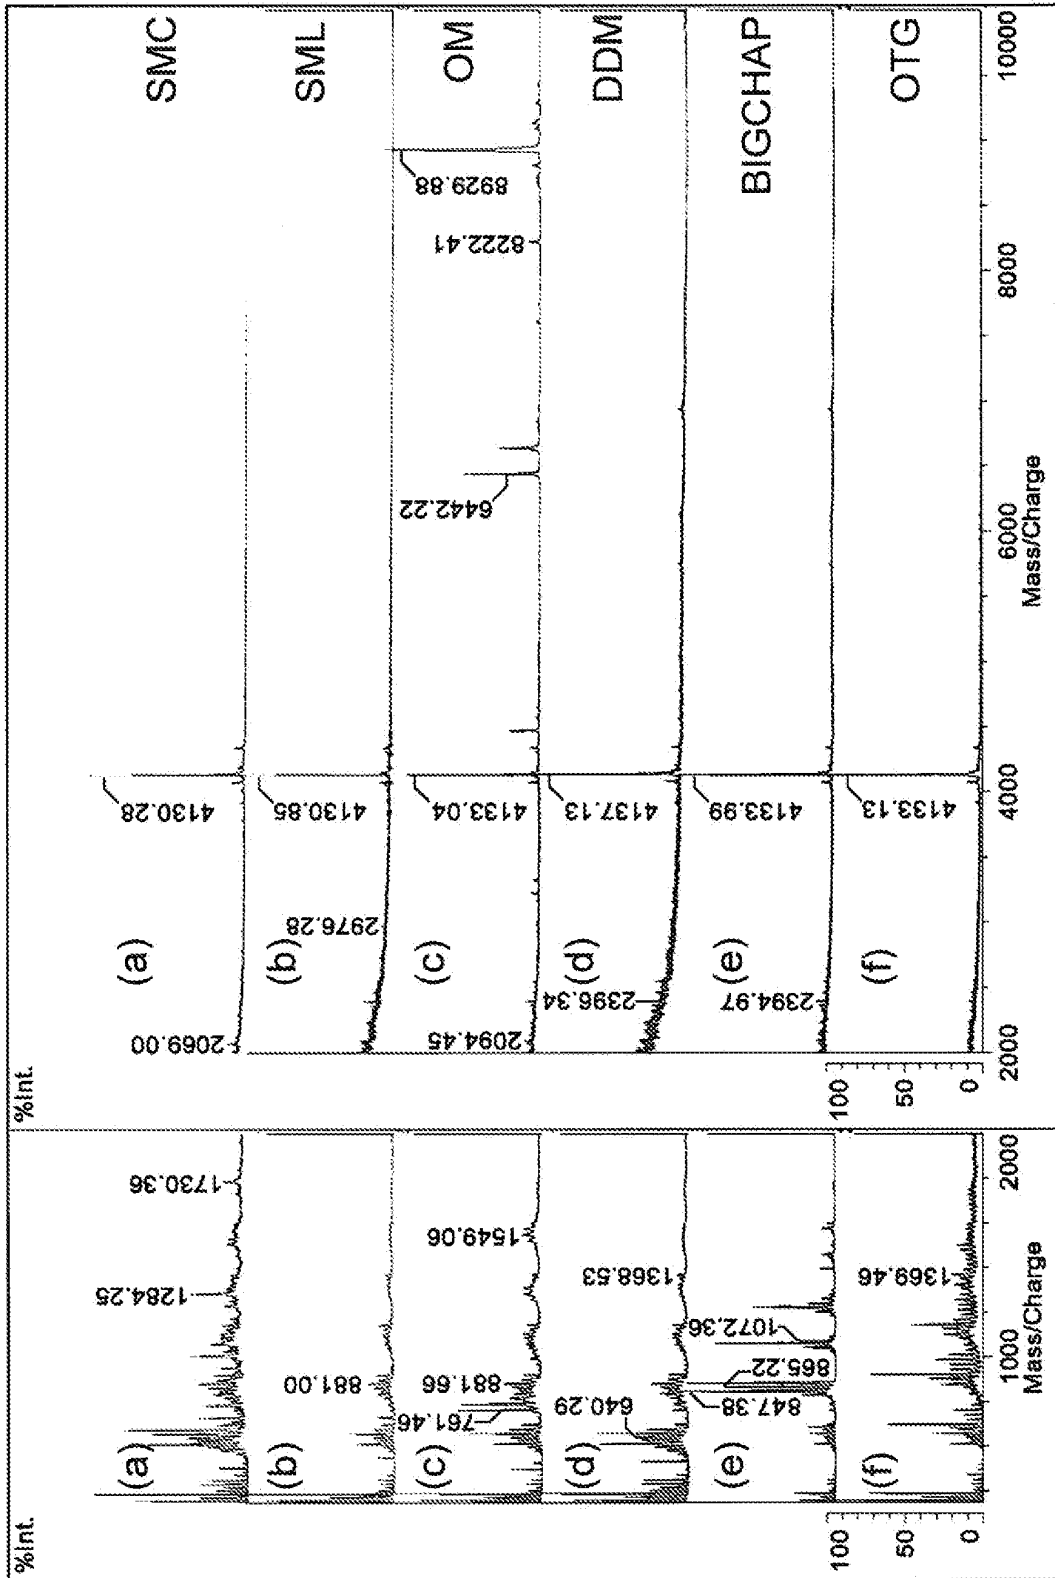 %Int.
(a)
1284.25
1730.36
(b)
881.00
(c)
761.46
881.66
1549.06
(d)
640.29
1368.53
(e)
847.38
865.22
1072.36
(f)
1369.46
100
50
0
1000
2000
Mass/Charge
%Int.
2069.00
(a)
4130.28
SMC
(b)
2976.28
4130.85
SML
2094.45
(c)
4133.04
6442.22
8222.41
8929.88
OM
2396.34
(d)
4137.13
DDM
2394.97
(e)
4133.99
BIGCHAP
(f)
4133.13
OTG
100
50
0
2000
4000
6000
8000
10000
Mass/Charge